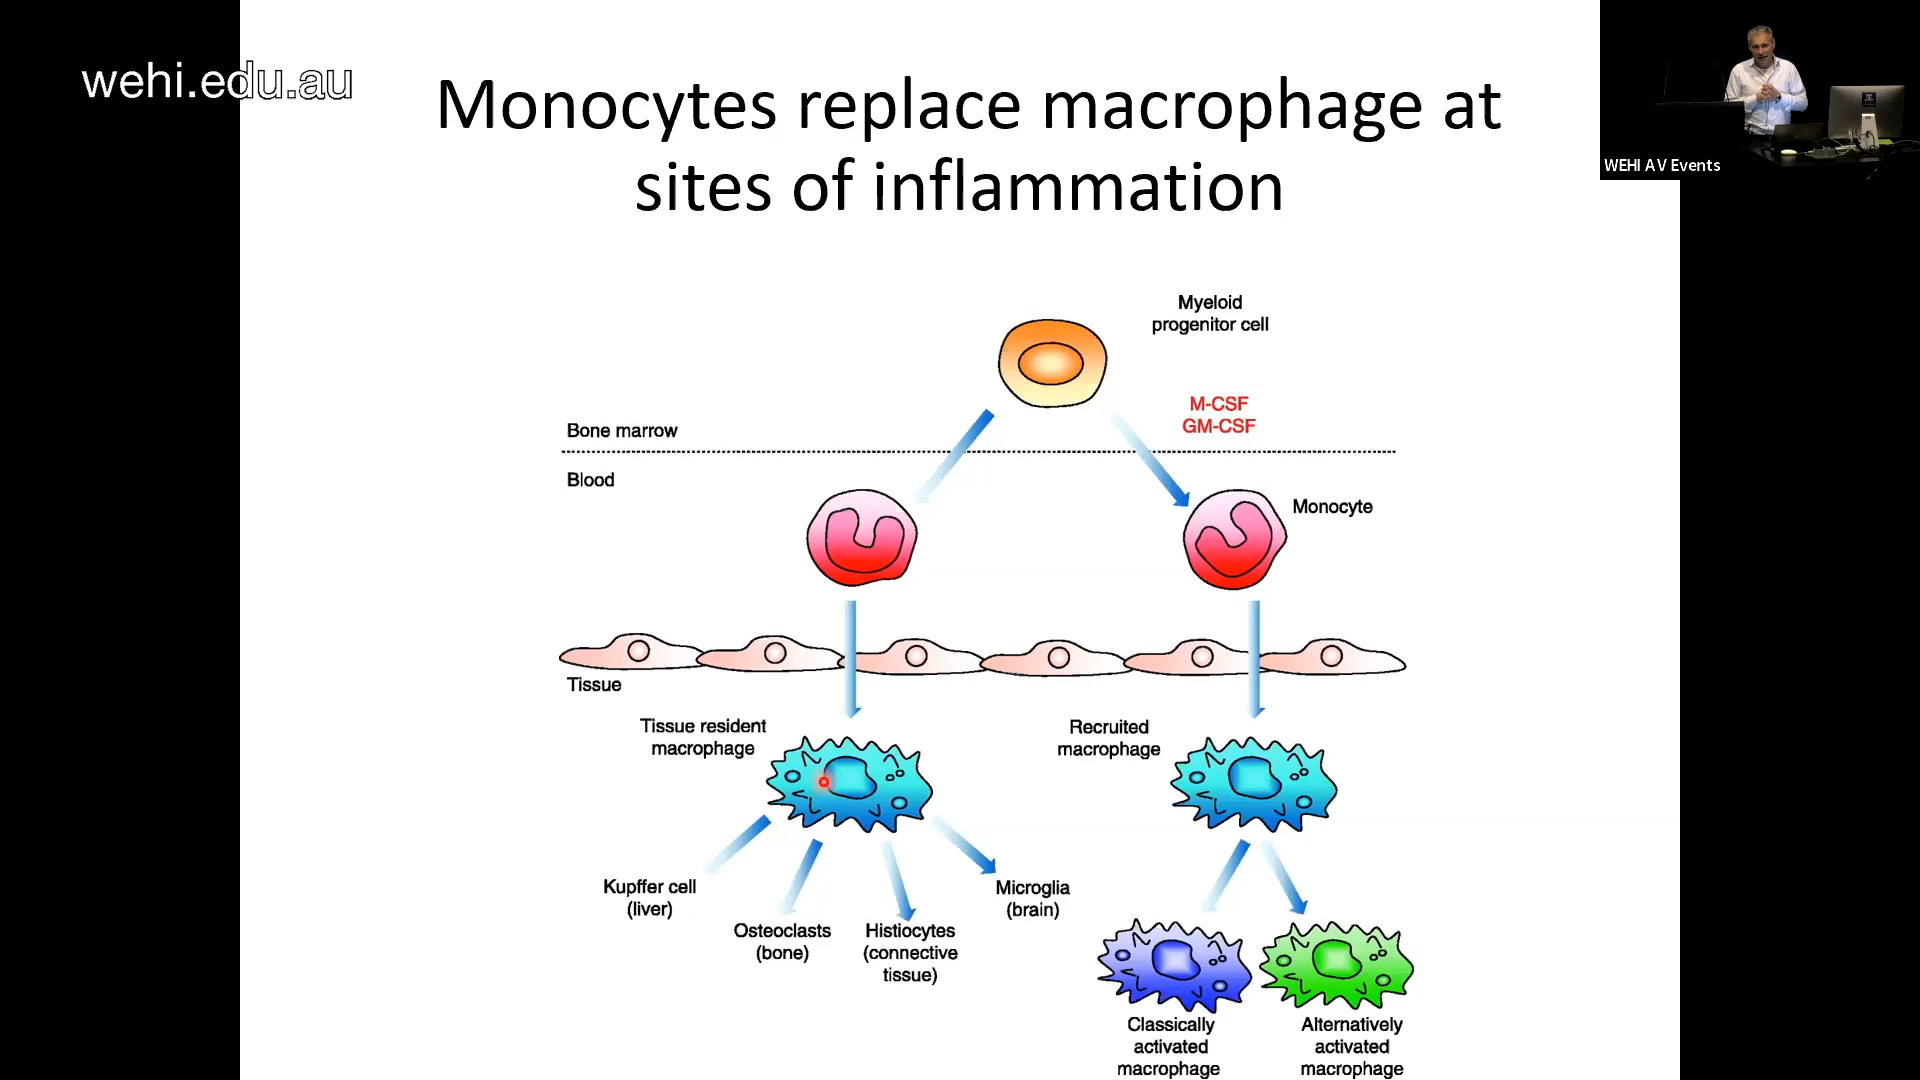 wehi.edu.au
Monocytes replace macrophage at
sites of inflammation
WEHI AV Events
Myeloid
progenitor cell
M-CSF
GM-CSF
Bone marrow
Blood
Monocyte
Tissue
Tissue resident
macrophage
Recruited
macrophage
Kupffer cell
(liver)
Osteoclasts
(bone)
Histiocytes
(connective
tissue)
Microglia
(brain)
Classically
activated
macrophage
Alternatively
activated
macrophage